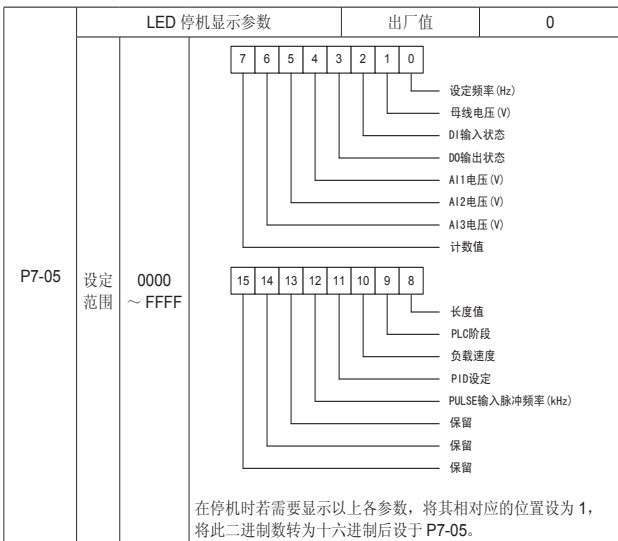 LED 停机显示参数 出厂值 0
7 6 5 4 3 2 1 0
设定频率(Hz)
母线电压(V)
DI输入状态
DO输出状态
AI1电压(V)
AI2电压(V)
AI3电压(V)
计数值
P7-05 设定范围 0000～FFFF
15 14 13 12 11 10 9 8
长度值
PLC阶段
负载速度
PID设定
PULSE输入脉冲频率(kHz)
保留
保留
保留
在停机时若需要显示以上各参数，将其相对应的位置设为 1，
将此二进制数转为十六进制后设于 P7-05。